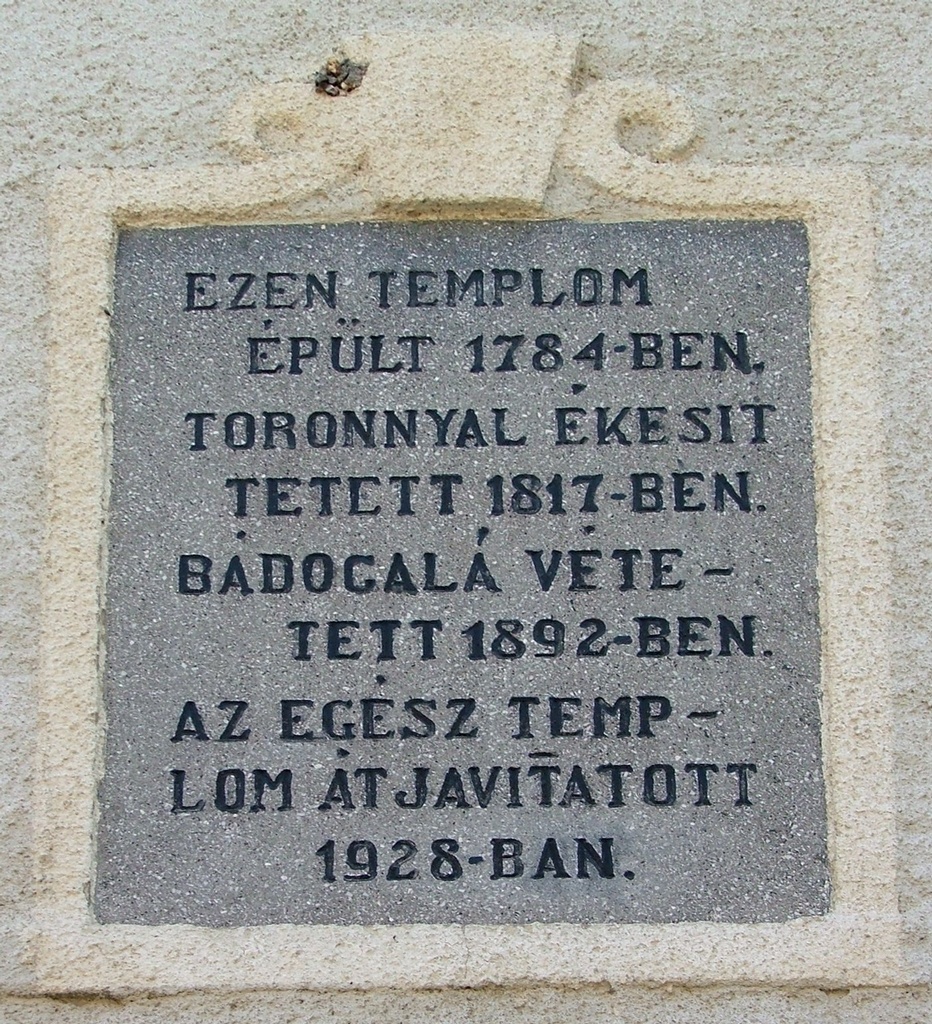 EZEN TEMPLOM
ÉPÜLT 1784-BEN.
TORONNYAL ÉKESIT
TETETT 1817-BEN.
BÁDOGALÁ VÉTE-
TETT 1892-BEN.
AZ EGÉSZ TEMP-
LOM ÁTJAVÍTATOTT
1928-BAN.